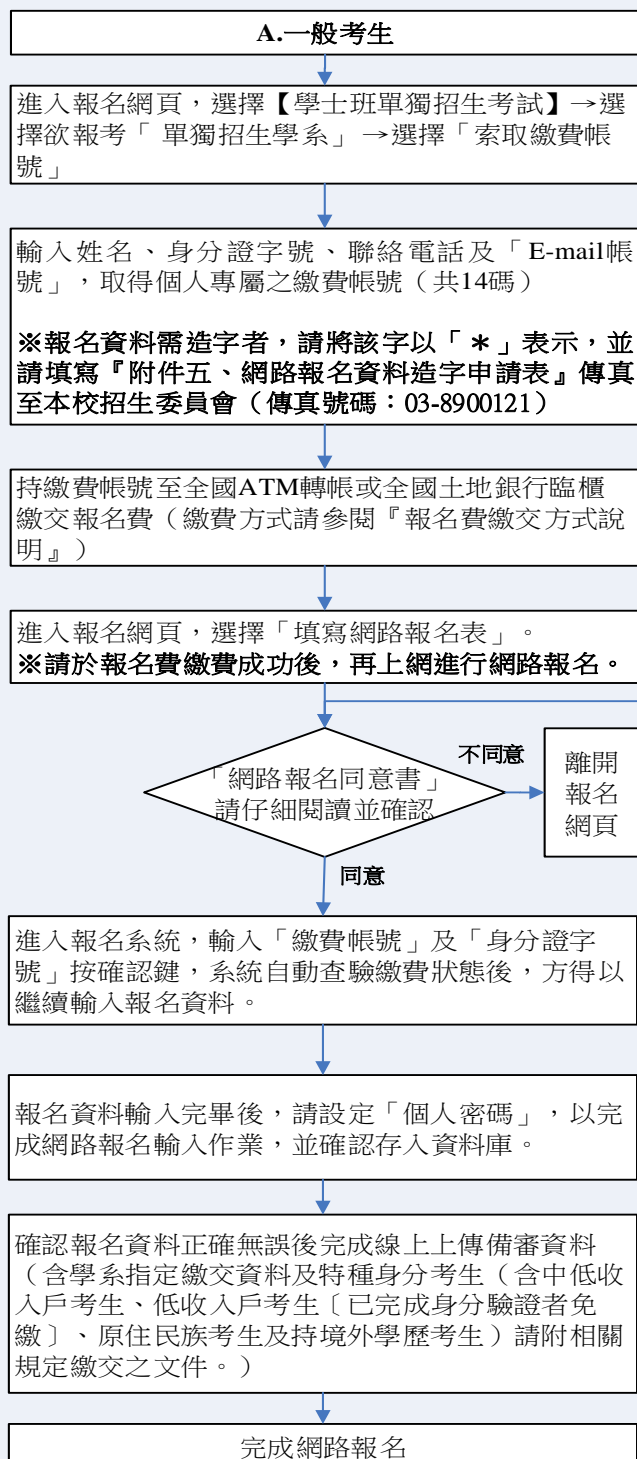 A.一般考生
進入報名網頁，選擇【學士班單獨招生考試】→選
擇欲報考「 單獨招生學系」 →選擇「索取繳費帳
號」
輸入姓名、身分證字號、聯絡電話及「E-mail帳
號」，取得個人專屬之繳費帳號（共14碼）
※報名資料需造字者，請將該字以「＊」表示，並
請填寫『附件五、網路報名資料造字申請表』傳真
至本校招生委員會（傳真號碼：03-8900121）
持繳費帳號至全國ATM轉帳或全國土地銀行臨櫃
繳交報名費（繳費方式請參閱『報名費繳交方式說
明』）
進入報名網頁，選擇「填寫網路報名表」。
※請於報名費繳費成功後，再上網進行網路報名。
「網路報名同意書」
請仔細閱讀並確認
不同意
離開
報名
網頁
同意
進入報名系統，輸入「繳費帳號」及「身分證字
號」按確認鍵，系統自動查驗繳費狀態後，方得以
繼續輸入報名資料。
報名資料輸入完畢後，請設定「個人密碼」，以完
成網路報名輸入作業，並確認存入資料庫。
確認報名資料正確無誤後完成線上上傳備審資料
（含學系指定繳交資料及特種身分考生（含中低收
入戶考生、低收入戶考生〔已完成身分驗證者免
繳〕、原住民族考生及持境外學歷考生）請附相關
規定繳交之文件。）
完成網路報名